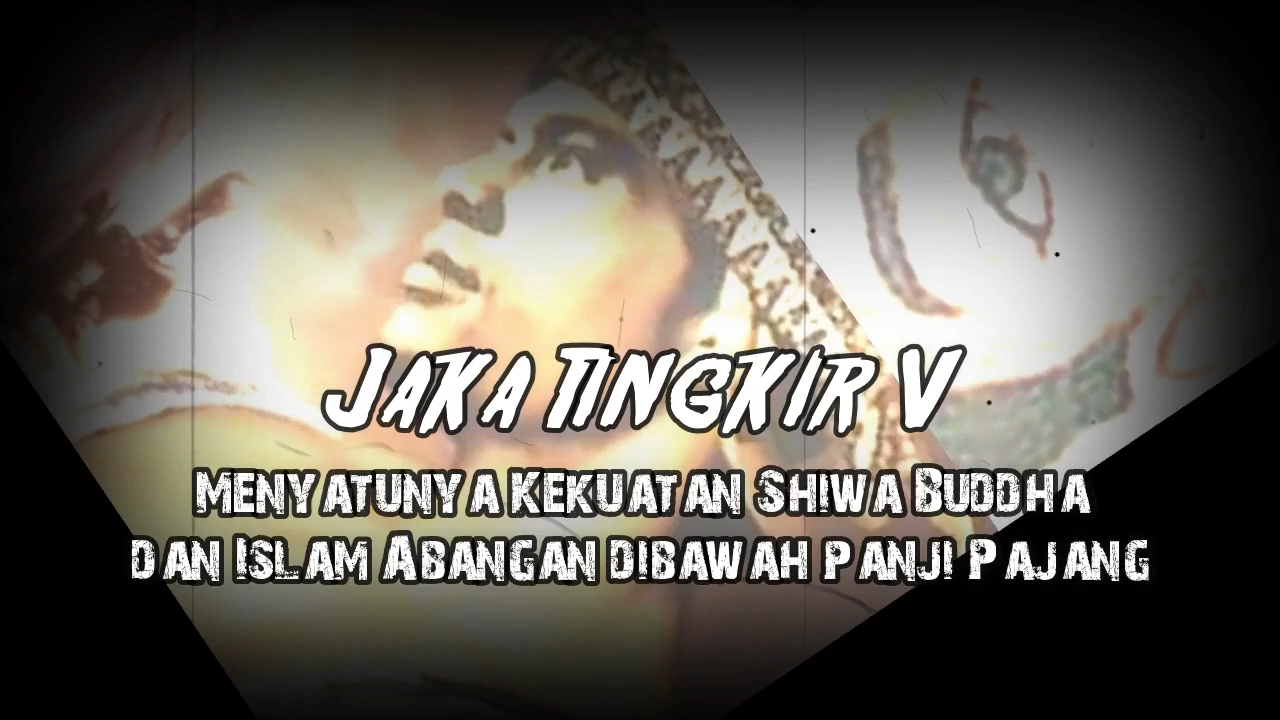 Jaka Tingkir V
Menyatunya Kekuatan Shiwa Buddha
dan Islam Abangan dibawah panji Pajang